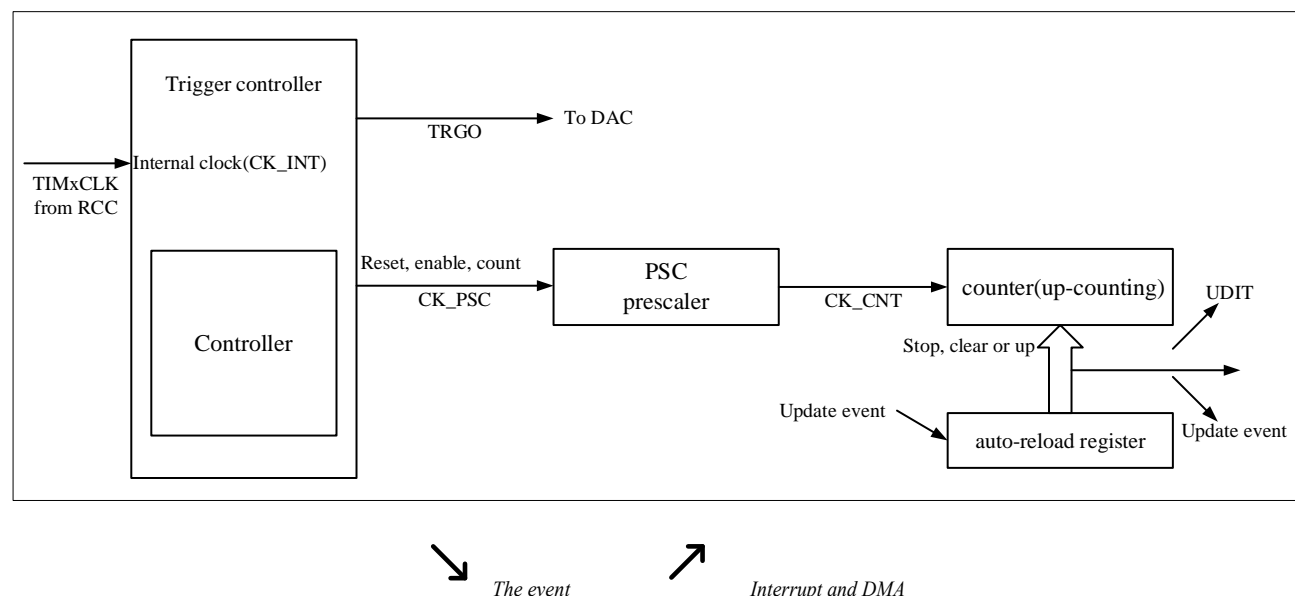 Trigger controller
TRGO
To DAC
Internal clock(CK_INT)
TIMxCLK
from RCC
Reset, enable, count
CK_PSC
Controller
PSC
prescaler
CK_CNT
counter(up-counting)
UDIT
Stop, clear or up
Update event
auto-reload register
Update event
The event
Interrupt and DMA